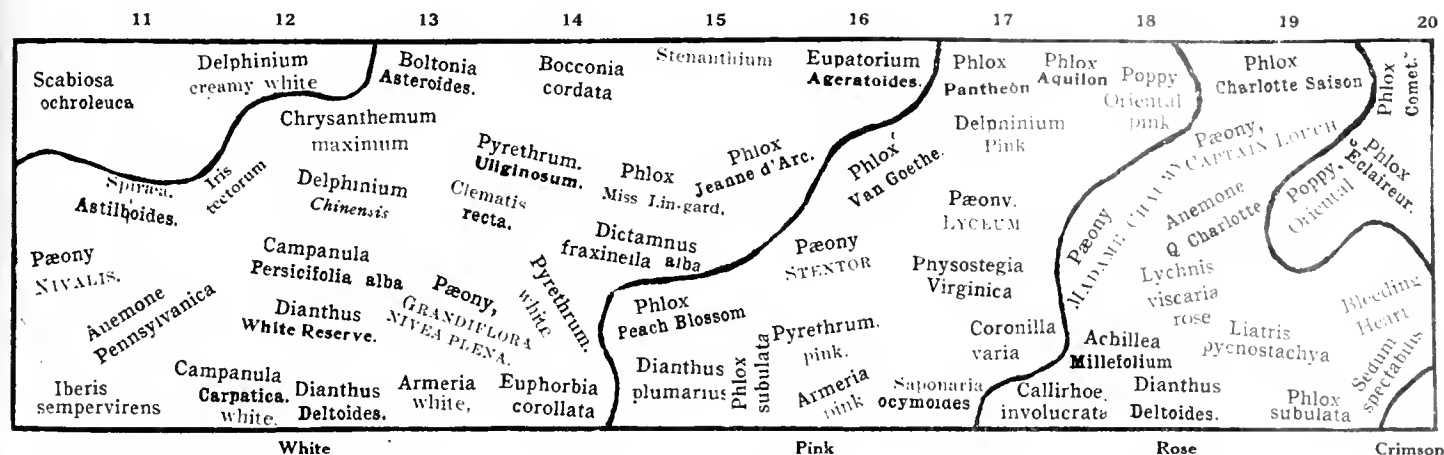 11 12 13 14 15 16 17 18 19 20
Scabiosa
ochroleuca
Delphinium
creamy white
Boltonia
Asteroides.
Bocconia
cordata
Stenanthium
Eupatorium
Ageratoides.
Phlox
Pantheon
Phlox
Aquilon
Poppy
Oriental
pink
Phlox
Charlotte Saison
Phlox
Comet.
Chrysanthemum
maximum
Pyrethrum.
Uliginosum.
Phlox
Miss Lin-gard.
Phlox
Jeanne d'Arc.
Phlox
Van Goethe.
Delpninium
Pink
Pæony,
CAPTAIN LOUCH
Phlox
Eclaireur.
Spiræa.
Astilboides.
Iris
tectorum
Delphinium
Chinensis
Clematis
recta.
Pæony.
LYCEUM
Pæony
MADAME CHAUMY
Anemone
Q Charlotte
Poppy,
Oriental
Pæony
NIVALIS.
Anemone
Pennsylvanica
Campanula
Persicifolia alba
Pæony,
GRANDIFLORA
NIVEA PLENA.
Pyrethrum.
white
Dictamnus
fraxinella alba
Pæony
STENTOR
Physostegia
Virginica
Lychnis
viscaria
rose
Bleeding
Heart
Dianthus
White Reserve.
Phlox
Peach Blossom
Pyrethrum.
pink.
Coronilla
varia
Achillea
Millefolium
Liatris
pycnostachya
Iberis
sempervirens
Campanula
Carpatica.
white.
Dianthus
Deltoides.
Armeria
white,
Euphorbia
corollata
Dianthus
plumarius
Phlox
subulata
Armeria
pink
Saponaria
ocymoides
Callirhoe.
involucrata
Dianthus
Deltoides.
Phlox
subulata
Sedum
spectabilis
White Pink Rose Crimson